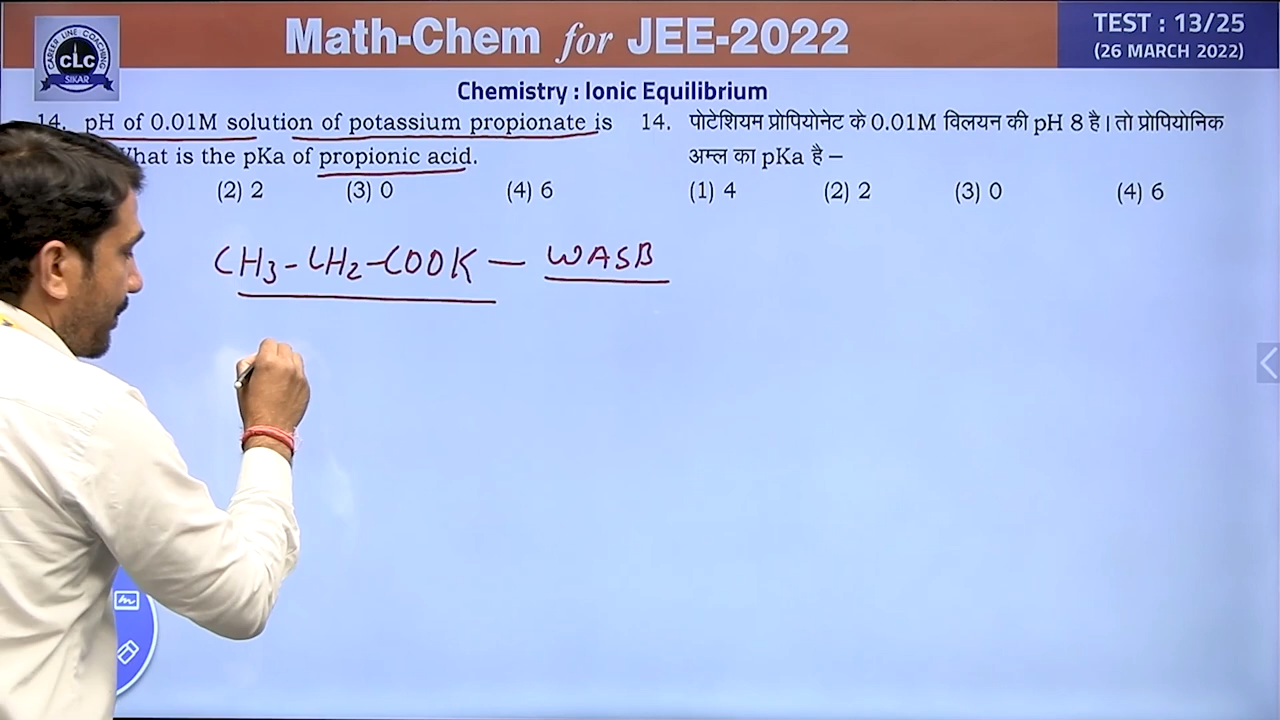 CAREER LINE COACHING
CLC
SIKAR
Math-Chem for JEE-2022
TEST : 13/25
(26 MARCH 2022)
Chemistry : Ionic Equilibrium
14. pH of 0.01M solution of potassium propionate is
What is the pKa of propionic acid.
(2) 2 (3) 0 (4) 6
14. पोटेशियम प्रोपियोनेट के 0.01M विलयन की pH 8 है। तो प्रोपियोनिक
अम्ल का pKa है –
(1) 4 (2) 2 (3) 0 (4) 6
CH3-CH2-COOK — WASB